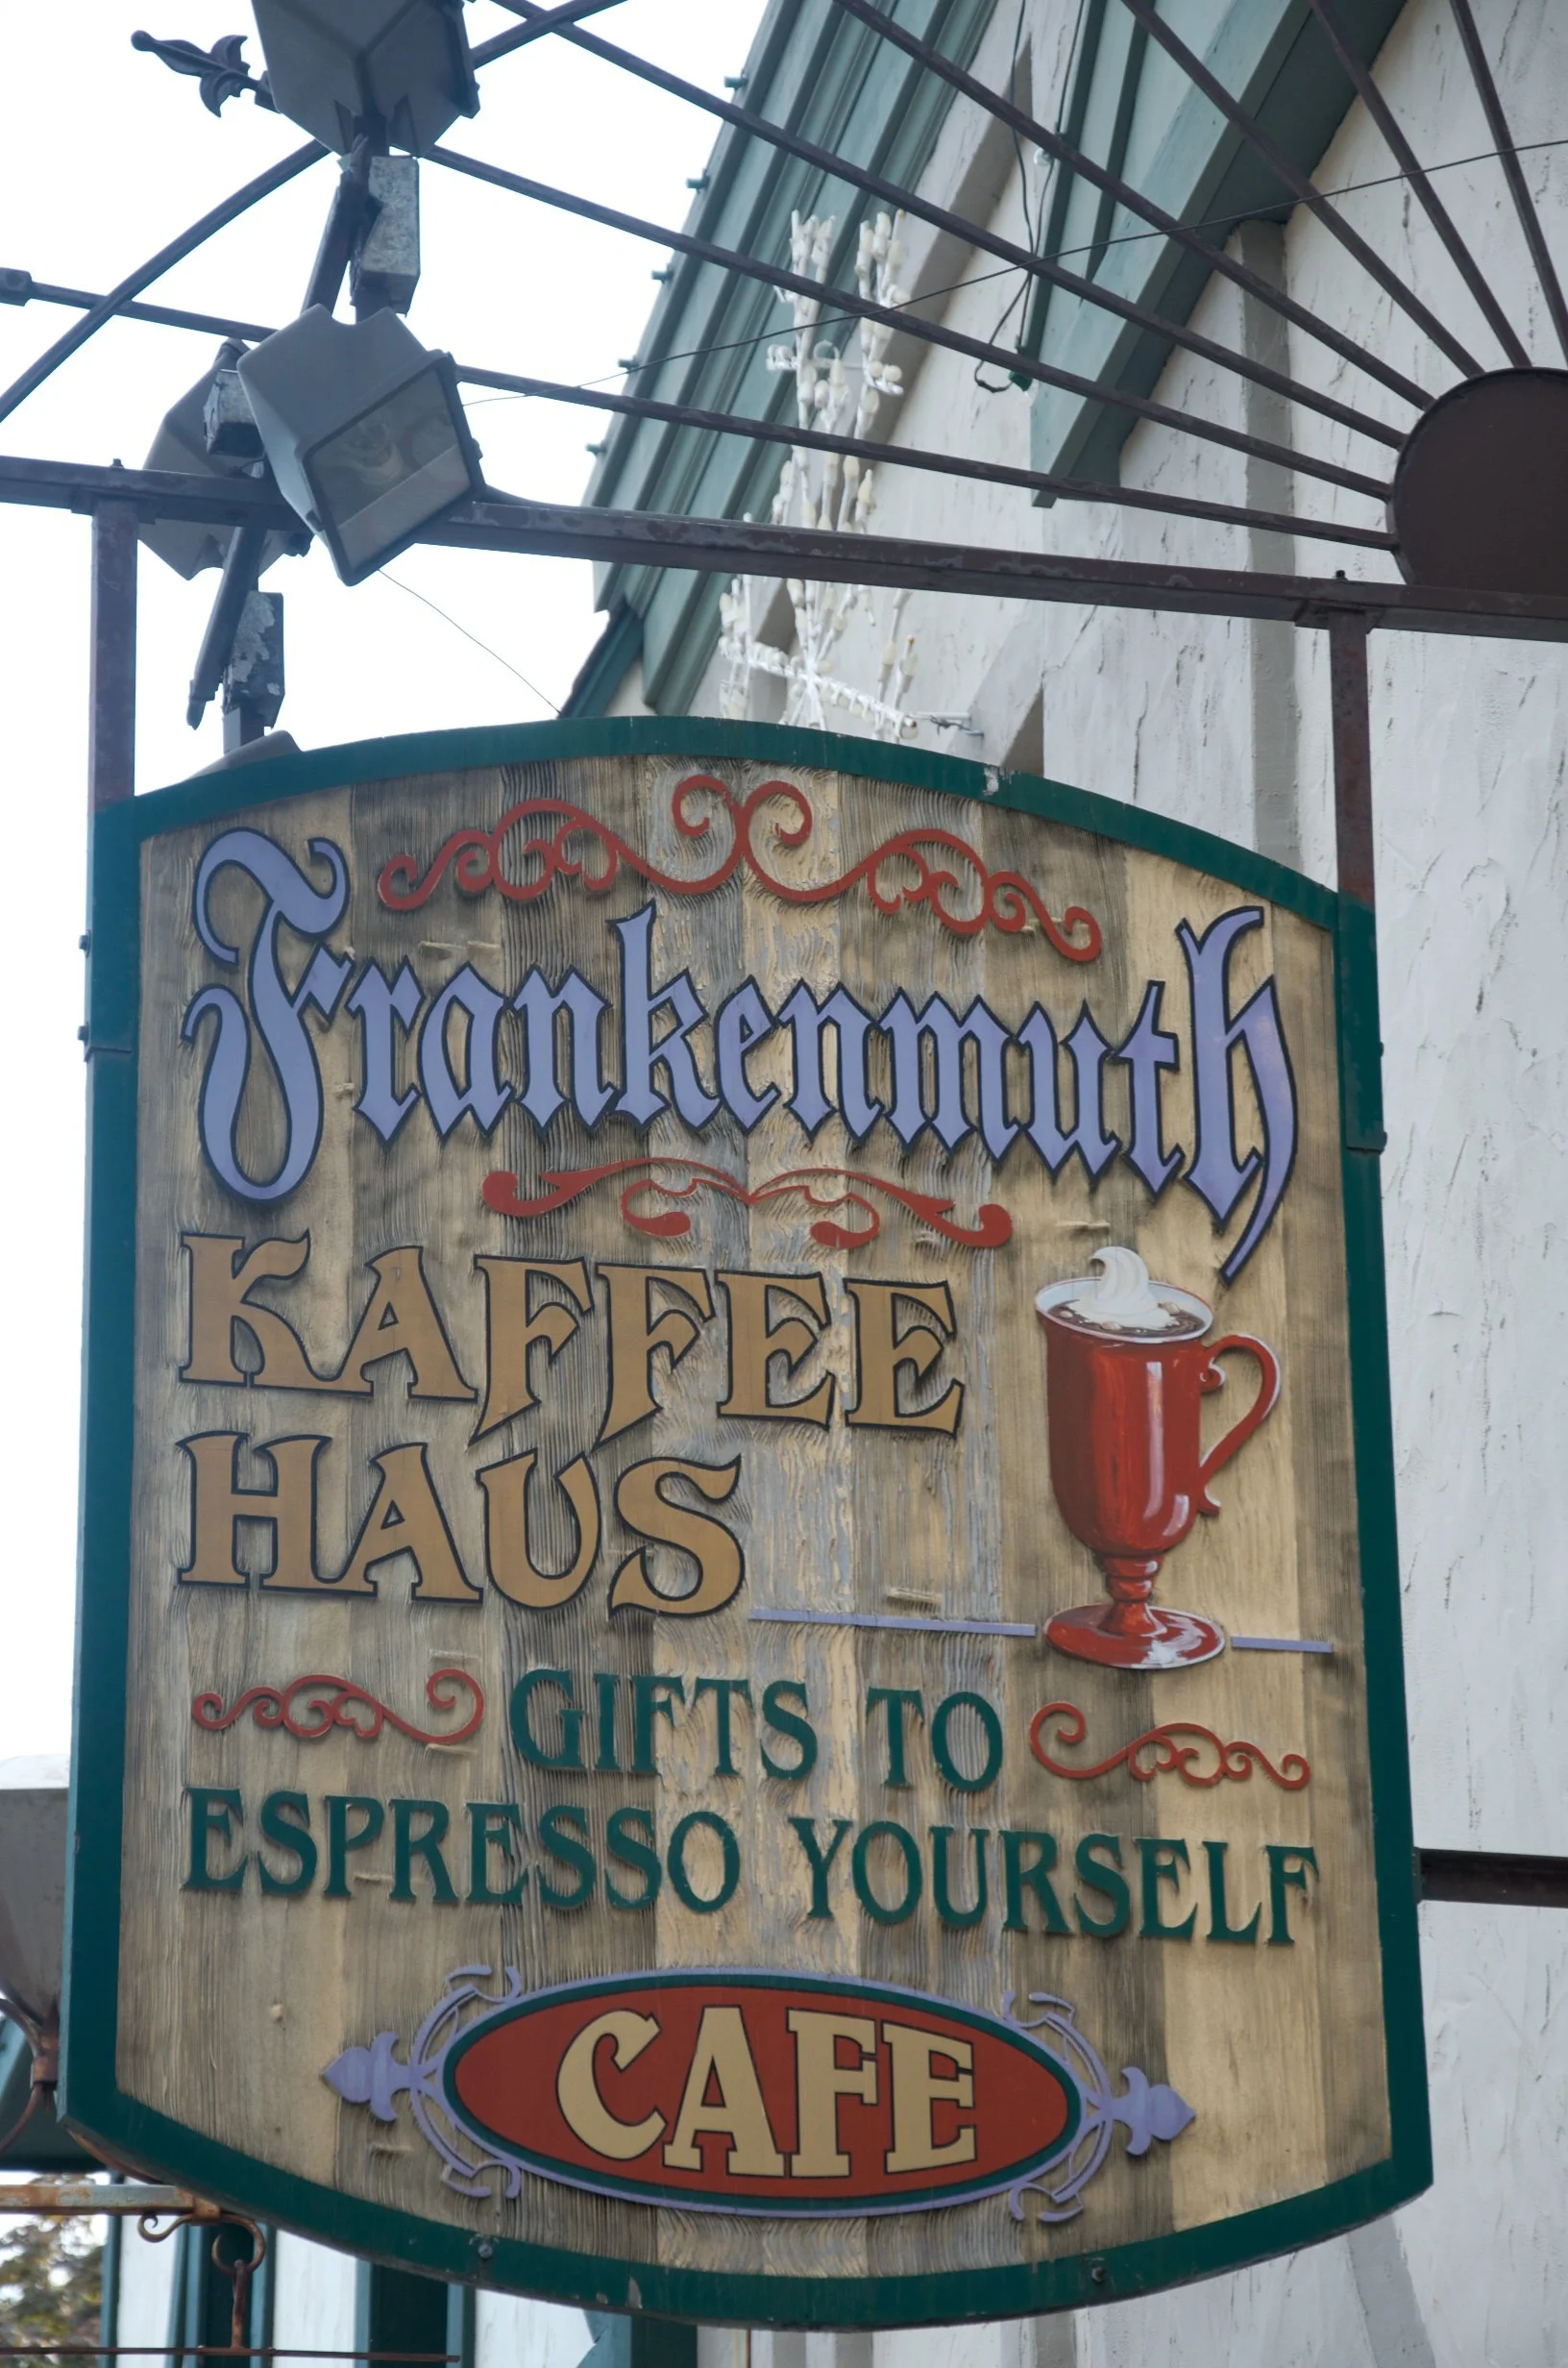 Frankenmuth
KAFFEE
HAUS
GIFTS TO
ESPRESSO YOURSELF
CAFE